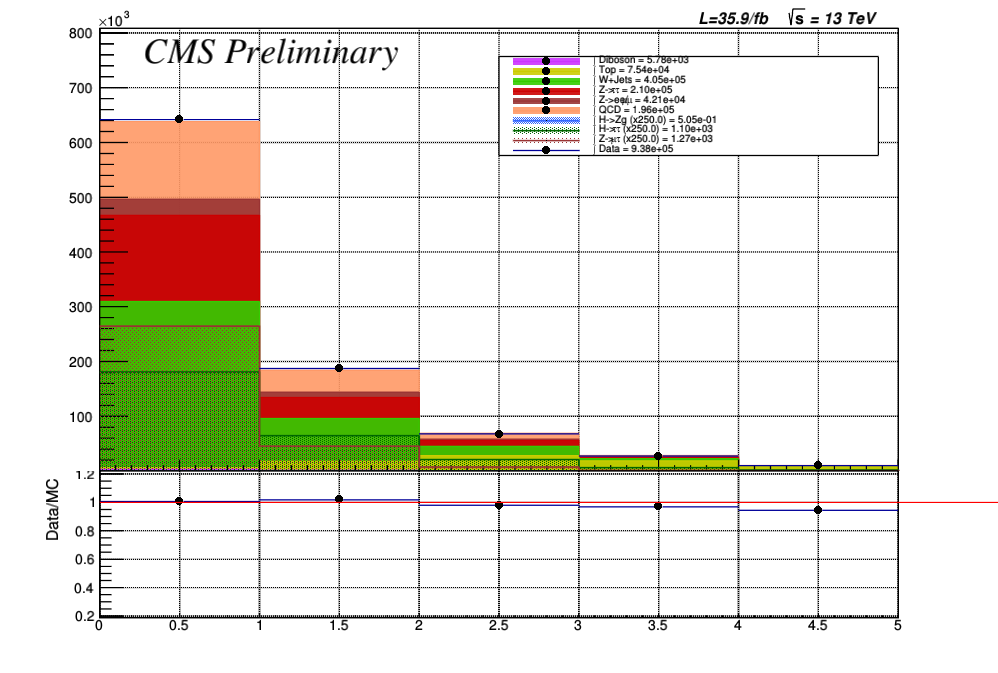 ×10³
L=35.9/fb √s = 13 TeV
CMS Preliminary
800
700
600
500
400
300
200
100
Diboson = 5.78e+03
Top = 7.54e+04
W+Jets = 4.05e+05
Z->ττ = 2.10e+05
Z->ee/μμ = 4.21e+04
QCD = 1.96e+05
H->Zg (x250.0) = 5.05e-01
(x250.0) = 1.10e+03
(x250.0) = 1.27e+03
Data = 9.38e+05
Data/MC
1.2
1
0.8
0.6
0.4
0.2
0 0.5 1 1.5 2 2.5 3 3.5 4 4.5 5